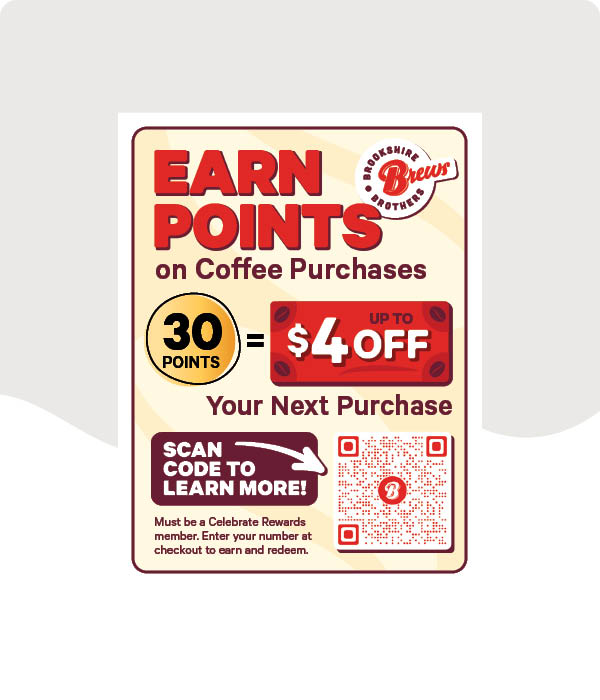 EARN
POINTS
BROOKSHIRE
Brews
BROTHERS
on Coffee Purchases
30
POINTS
=
UP TO
$4 OFF
Your Next Purchase
SCAN
CODE TO
LEARN MORE!
B
Must be a Celebrate Rewards
member. Enter your number at
checkout to earn and redeem.